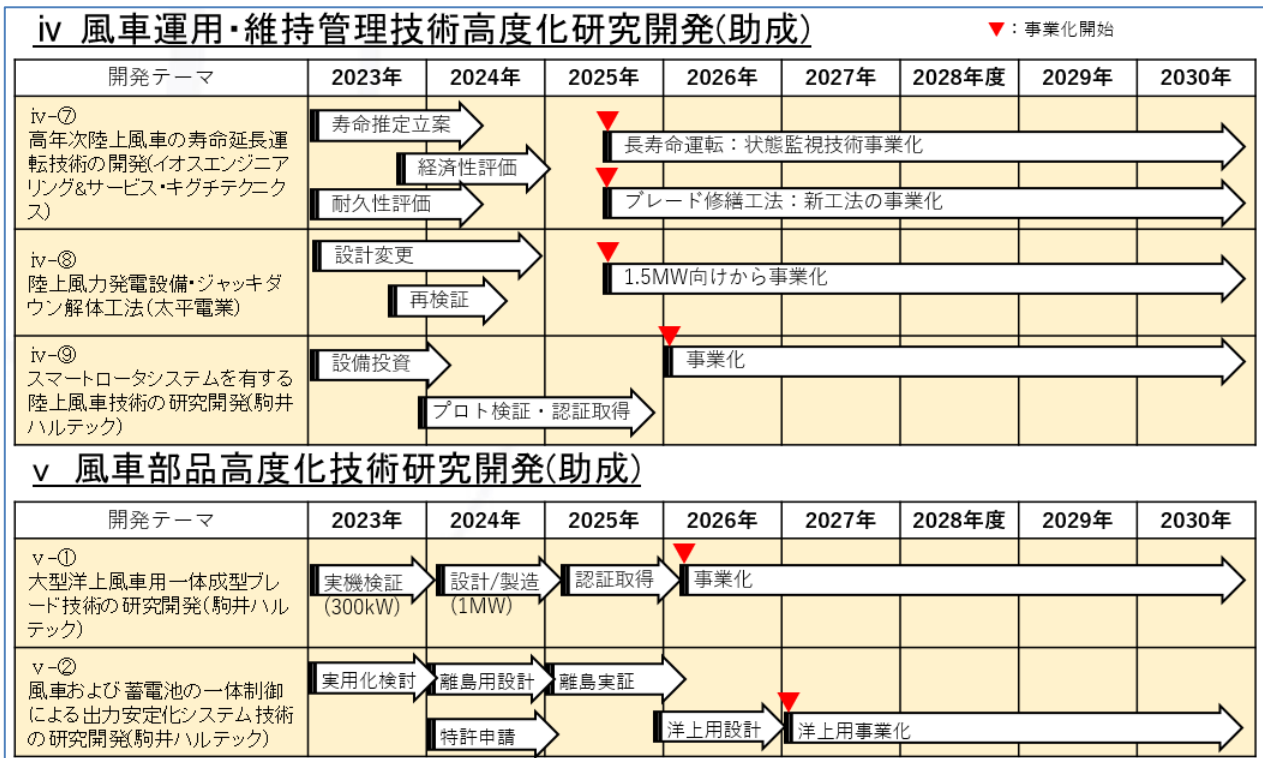 ⅳ 風車運用・維持管理技術高度化研究開発(助成)
▼：事業化開始
開発テーマ 2023年 2024年 2025年 2026年 2027年 2028年度 2029年 2030年
ⅳ-⑦
高年次陸上風車の寿命延長運
転技術の開発(イオスエンジニア
リング&サービス・キグチテクニク
ス)
寿命推定立案
経済性評価
耐久性評価
長寿命運転：状態監視技術事業化
ブレード修繕工法：新工法の事業化
ⅳ-⑧
陸上風力発電設備・ジャッキダ
ウン解体工法(太平電業)
設計変更
再検証
1.5MW向けから事業化
ⅳ-⑨
スマートロータシステムを有する
陸上風車技術の研究開発(駒井
ハルテック)
設備投資
プロト検証・認証取得
事業化
ⅴ 風車部品高度化技術研究開発(助成)
開発テーマ 2023年 2024年 2025年 2026年 2027年 2028年度 2029年 2030年
ⅴ-①
大型洋上風車用一体成型ブレ
ード技術の研究開発(駒井ハル
テック)
実機検証
(300kW)
設計/製造
(1MW)
認証取得
事業化
ⅴ-②
風車および蓄電池の一体制御
による出力安定化システム技術
の研究開発(駒井ハルテック)
実用化検討
離島用設計
離島実証
特許申請
洋上用設計
洋上用事業化